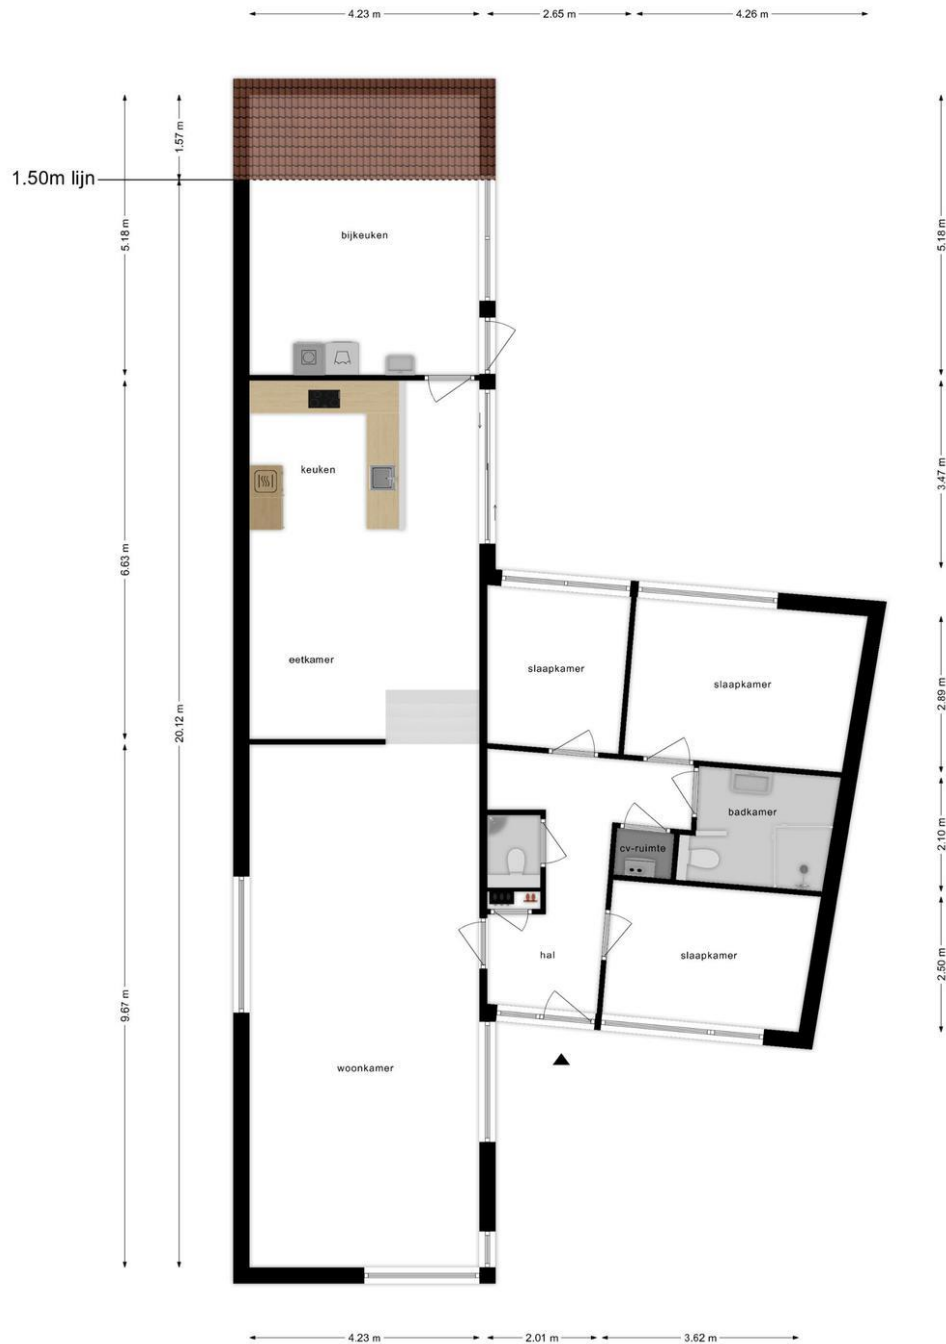 4.23 m
2.65 m
4.26 m
1.57 m
1.50m lijn
5.18 m
5.18 m
bijkeuken
3.47 m
keuken
6.63 m
eetkamer
slaapkamer
slaapkamer
2.89 m
20.12 m
badkamer
2.10 m
cv-ruimte
hal
slaapkamer
2.50 m
9.67 m
woonkamer
4.23 m
2.01 m
3.62 m